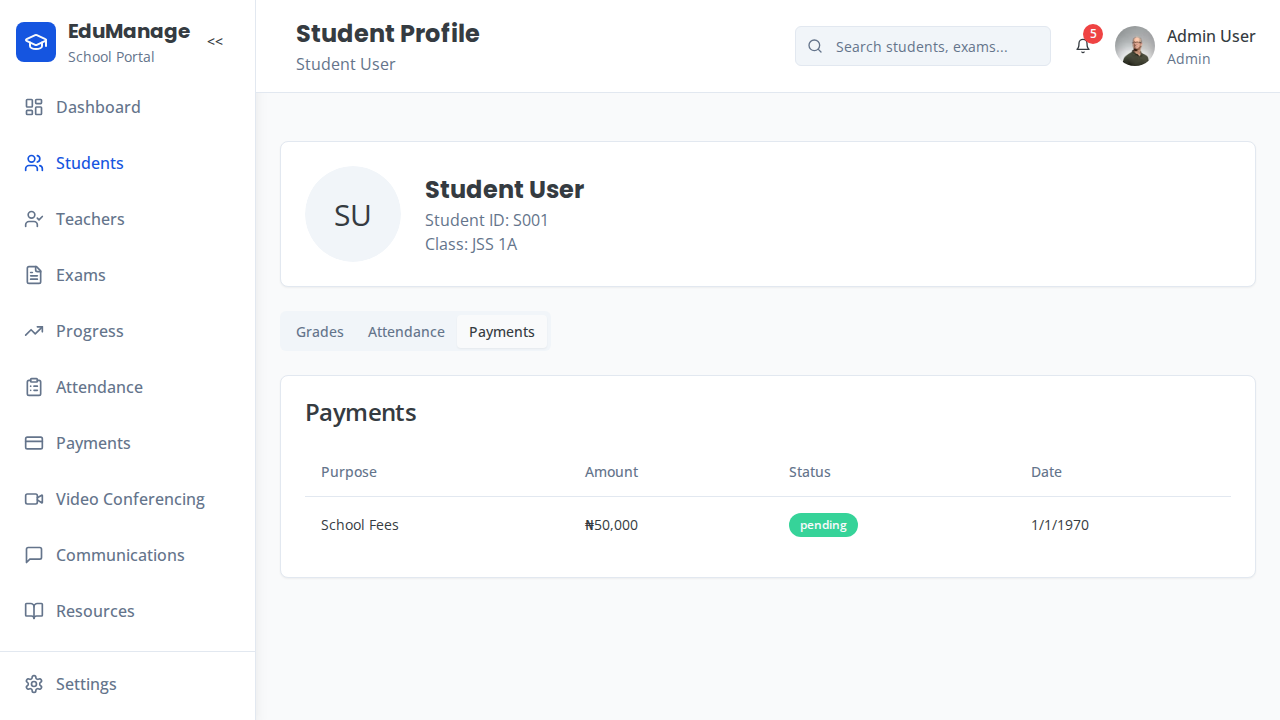 EduManage
School Portal
<<
Dashboard
Students
Teachers
Exams
Progress
Attendance
Payments
Video Conferencing
Communications
Resources
Settings
Student Profile
Student User
Search students, exams...
5
Admin User
Admin
SU
Student User
Student ID: S001
Class: JSS 1A
Grades Attendance Payments
Payments
Purpose Amount Status Date
School Fees ₦50,000 pending 1/1/1970